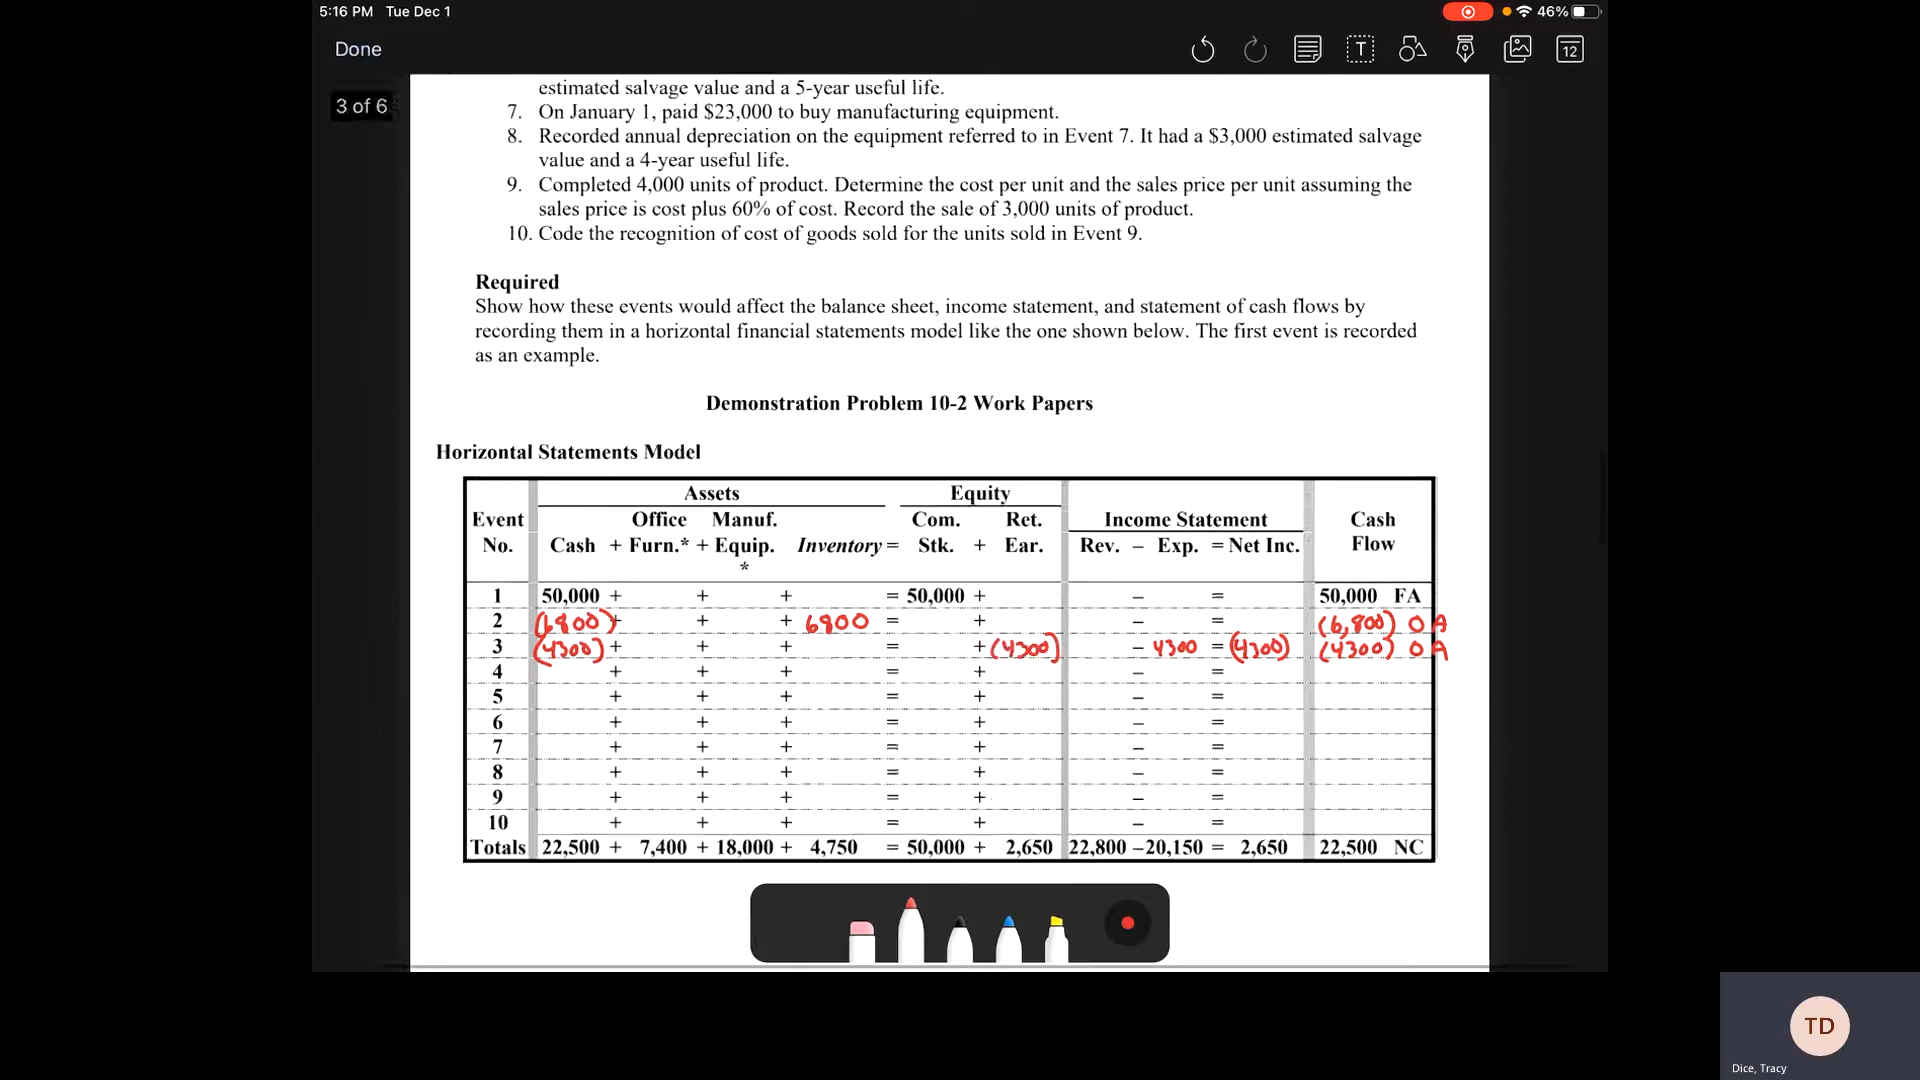 5:16 PM Tue Dec 1
46%
Done
T
12
3 of 6
estimated salvage value and a 5-year useful life.
7. On January 1, paid $23,000 to buy manufacturing equipment.
8. Recorded annual depreciation on the equipment referred to in Event 7. It had a $3,000 estimated salvage
value and a 4-year useful life.
9. Completed 4,000 units of product. Determine the cost per unit and the sales price per unit assuming the
sales price is cost plus 60% of cost. Record the sale of 3,000 units of product.
10. Code the recognition of cost of goods sold for the units sold in Event 9.
Required
Show how these events would affect the balance sheet, income statement, and statement of cash flows by
recording them in a horizontal financial statements model like the one shown below. The first event is recorded
as an example.
Demonstration Problem 10-2 Work Papers
Horizontal Statements Model
Assets Equity
Event Office Manuf. Com. Ret. Income Statement Cash
No. Cash + Furn.* + Equip. Inventory = Stk. + Ear. Rev. – Exp. = Net Inc. Flow
*
1 50,000 + + + = 50,000 + – = 50,000 FA
2 (6800) + + + 6800 = + – = (6,800) OA
3 (4300) + + + = + (4300) – 4300 = (4300) (4300) OA
4 + + + = + – =
5 + + + = + – =
6 + + + = + – =
7 + + + = + – =
8 + + + = + – =
9 + + + = + – =
10 + + + = + – =
Totals 22,500 + 7,400 + 18,000 + 4,750 = 50,000 + 2,650 22,800 –20,150 = 2,650 22,500 NC
TD
Dice, Tracy